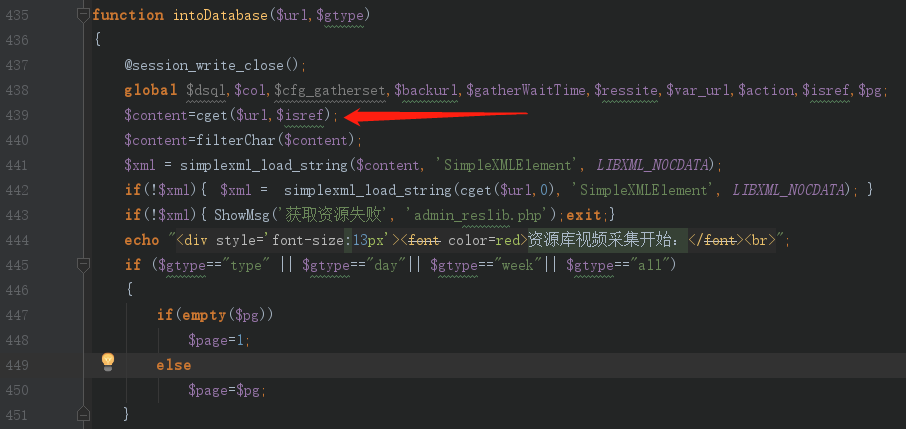 435 function intoDatabase($url,$gtype)
436 {
437 @session_write_close();
438 global $dsql,$col,$cfg_gatherset,$backurl,$gatherWaitTime,$ressite,$var_url,$action,$isref,$pg;
439 $content=cget($url,$isref);
440 $content=filterChar($content);
441 $xml = simplexml_load_string($content, 'SimpleXMLElement', LIBXML_NOCDATA);
442 if(!$xml){ $xml = simplexml_load_string(cget($url,0), 'SimpleXMLElement', LIBXML_NOCDATA); }
443 if(!$xml){ ShowMsg('获取资源失败', 'admin_reslib.php');exit;}
444 echo "<div style='font-size:13px'><font color=red>资源库视频采集开始：</font><br>";
445 if ($gtype=="type" || $gtype=="day"|| $gtype=="week"|| $gtype=="all")
446 {
447 if(empty($pg))
448 $page=1;
449 else
450 $page=$pg;
451 }